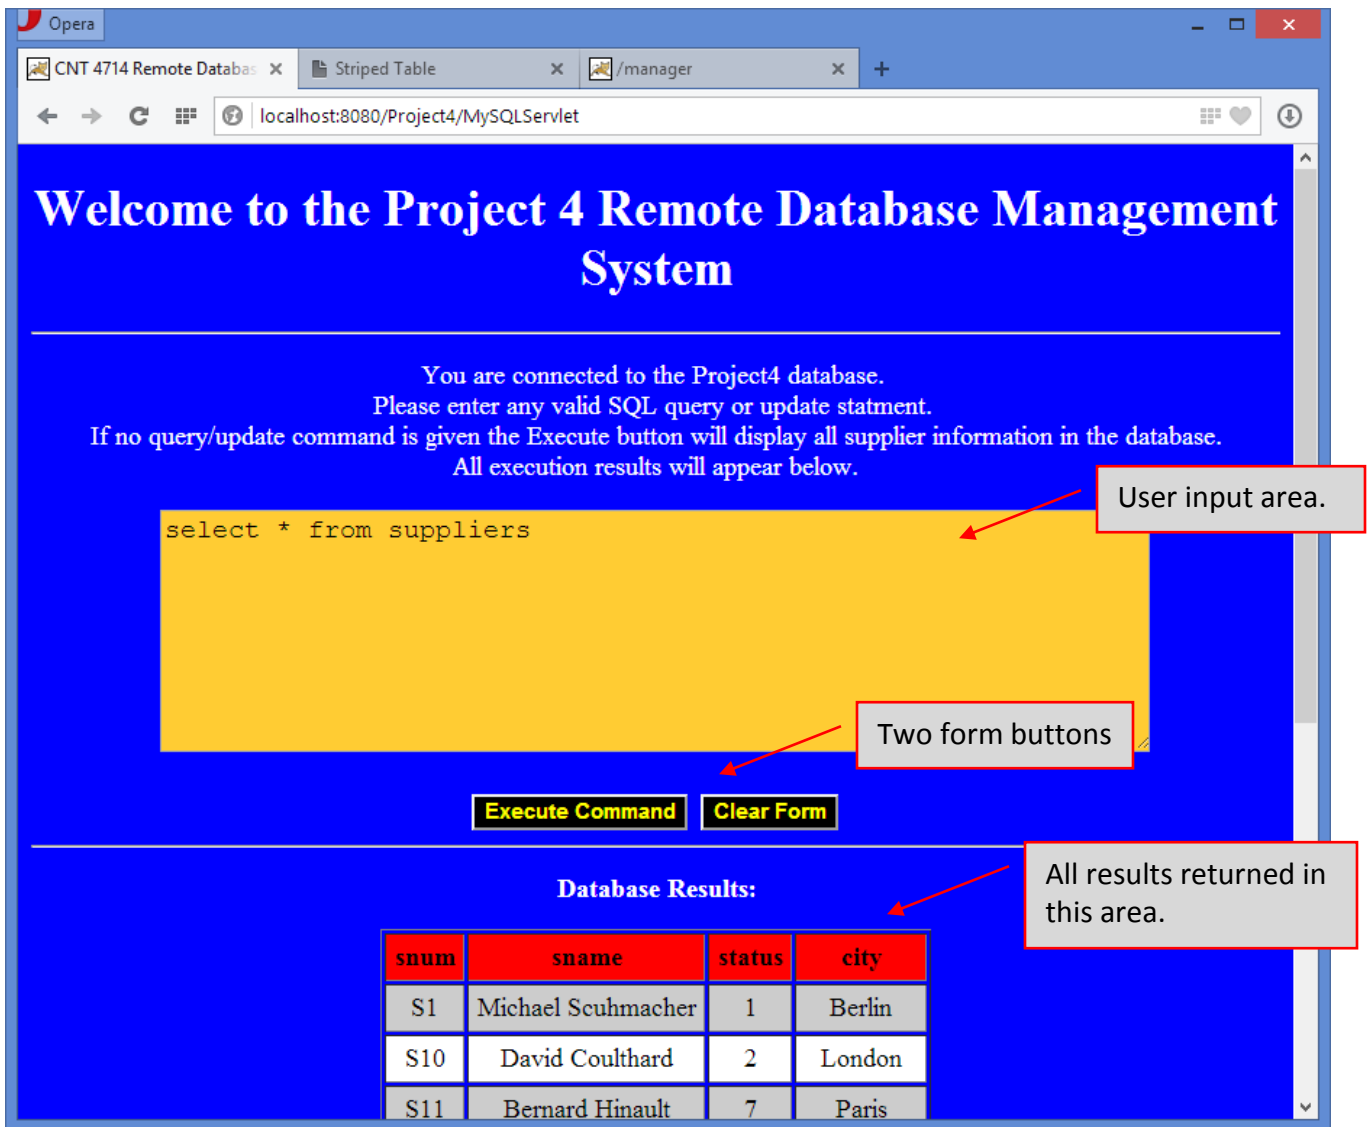 Opera
CNT 4714 Remote Databas
Striped Table
/manager
localhost:8080/Project4/MySQLServlet
Welcome to the Project 4 Remote Database Management
System
You are connected to the Project4 database.
Please enter any valid SQL query or update statment.
If no query/update command is given the Execute button will display all supplier information in the database.
All execution results will appear below.
User input area.
select * from suppliers
Two form buttons
Execute Command Clear Form
All results returned in
this area.
Database Results:
snum sname status city
S1 Michael Scuhmacher 1 Berlin
S10 David Coulthard 2 London
S11 Bernard Hinault 7 Paris